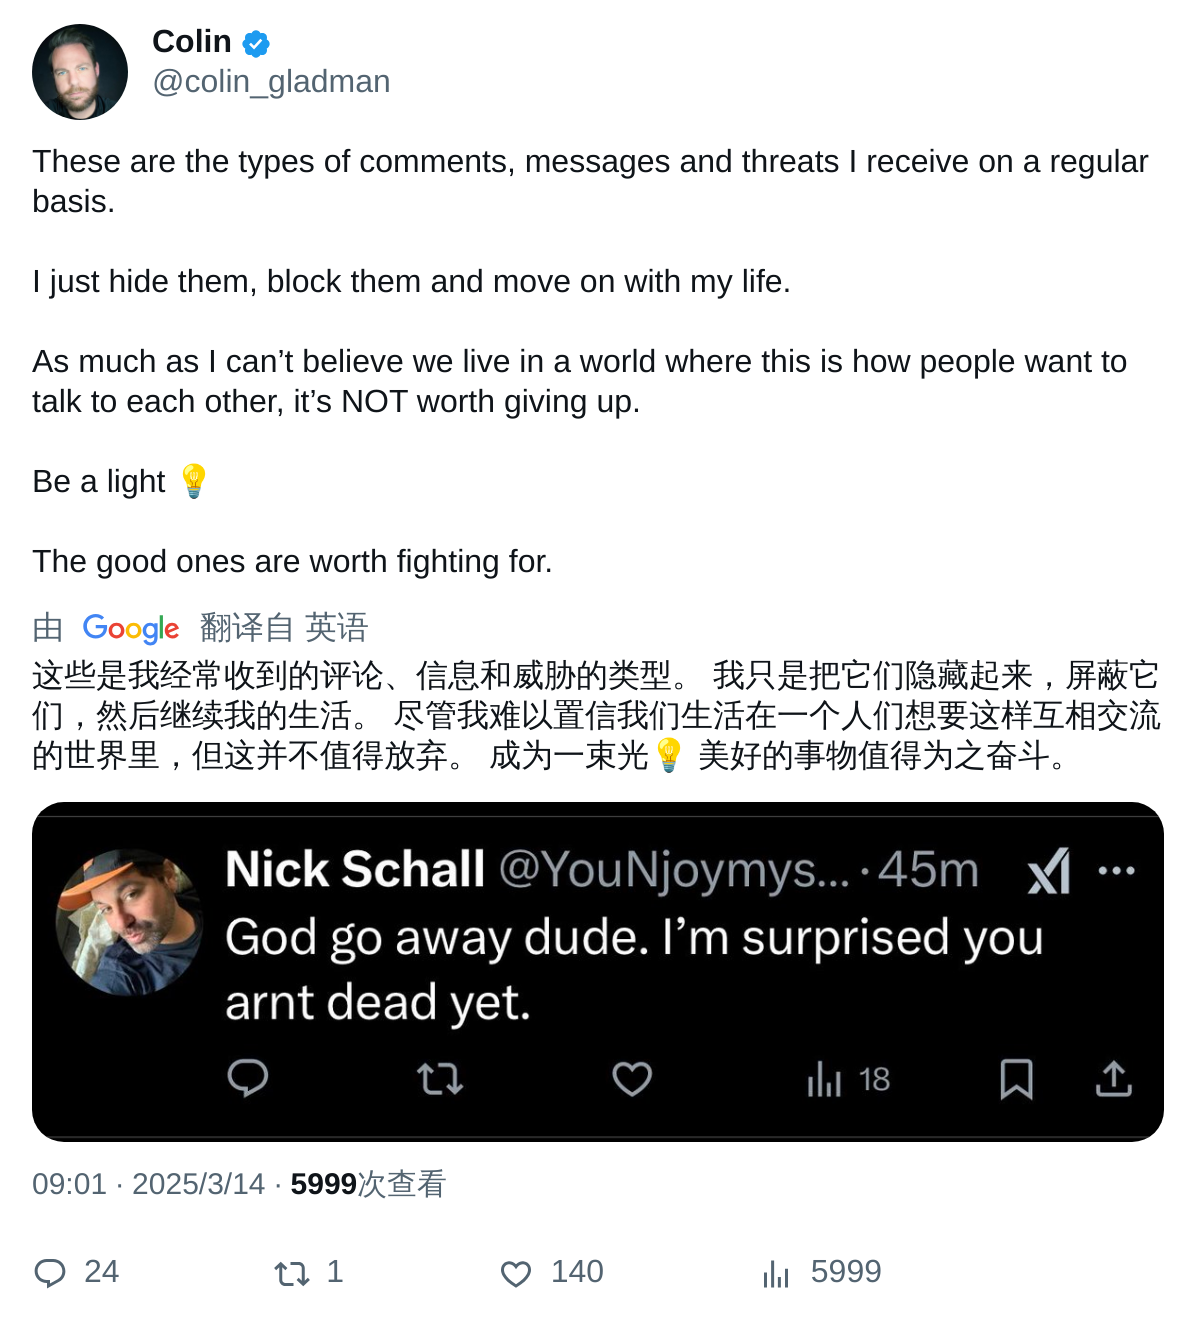 Colin
@colin_gladman
These are the types of comments, messages and threats I receive on a regular
basis.
I just hide them, block them and move on with my life.
As much as I can’t believe we live in a world where this is how people want to
talk to each other, it’s NOT worth giving up.
Be a light 💡
The good ones are worth fighting for.
由 Google 翻译自 英语
这些是我经常收到的评论、信息和威胁的类型。 我只是把它们隐藏起来，屏蔽它
们，然后继续我的生活。 尽管我难以置信我们生活在一个人们想要这样互相交流
的世界里，但这并不值得放弃。 成为一束光💡 美好的事物值得为之奋斗。
Nick Schall @YouNjoymys... · 45m
God go away dude. I’m surprised you
arnt dead yet.
18
09:01 · 2025/3/14 · 5999次查看
24 1 140 5999